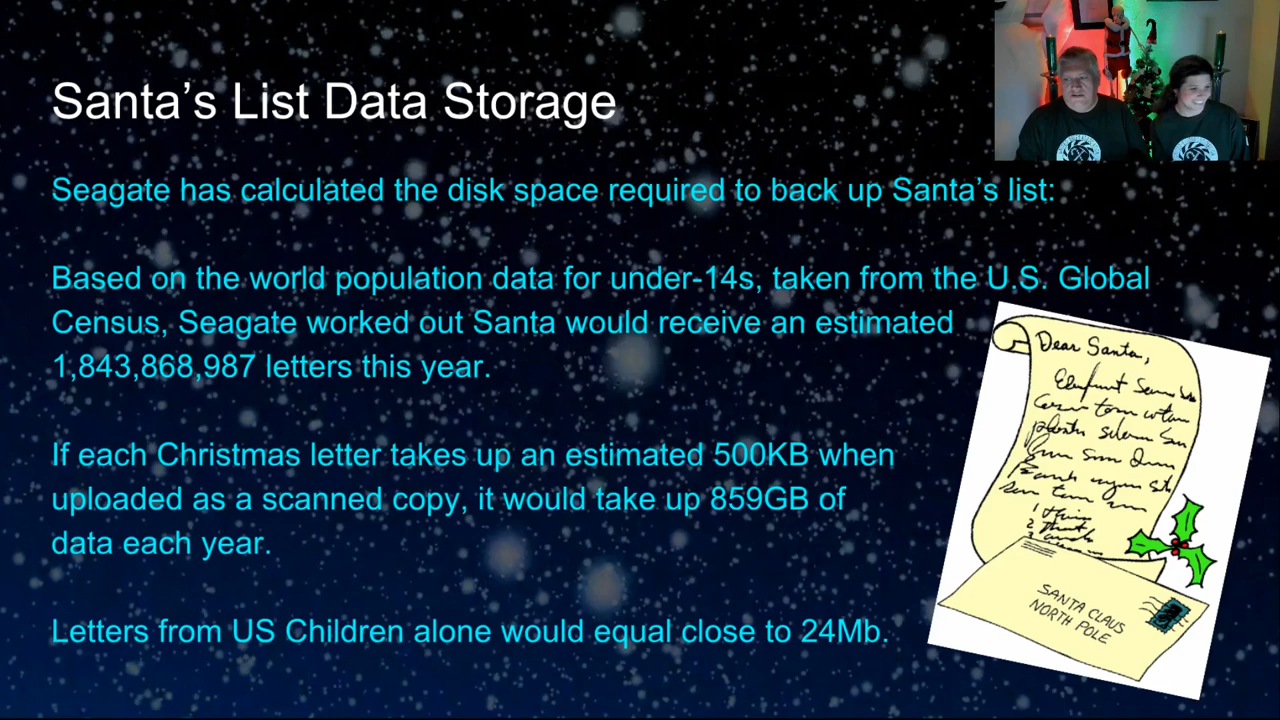 Santa’s List Data Storage
Seagate has calculated the disk space required to back up Santa’s list:
Based on the world population data for under-14s, taken from the U.S. Global
Census, Seagate worked out Santa would receive an estimated
1,843,868,987 letters this year.
If each Christmas letter takes up an estimated 500KB when
uploaded as a scanned copy, it would take up 859GB of
data each year.
Letters from US Children alone would equal close to 24Mb.
Dear Santa,
SANTA CLAUS
NORTH POLE